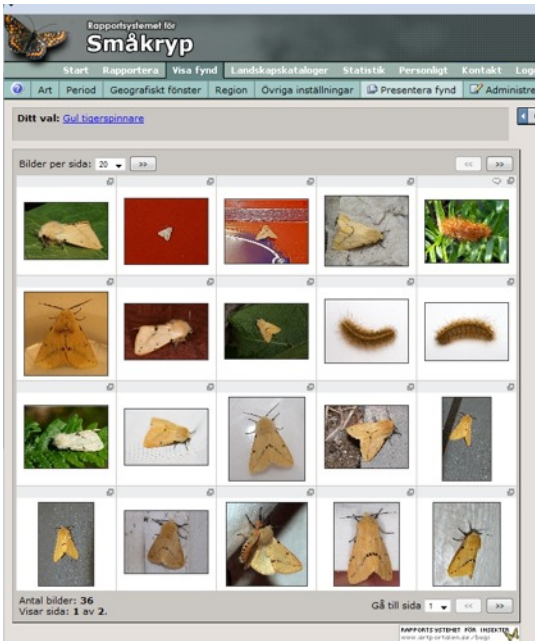 Rapportsystemet för
Småkryp
Start Rapportera Visa fynd Landskapskataloger Statistik Personligt Kontakt
Art Period Geografiskt fönster Region Övriga inställningar Presentera fynd
Ditt val: Gul tigerspinnare
Bilder per sida: 20 >>
<< >>
Antal bilder: 36
Visar sida: 1 av 2.
Gå till sida 1 << >>
RAPPORTSYSTEMET FÖR INSEKTER